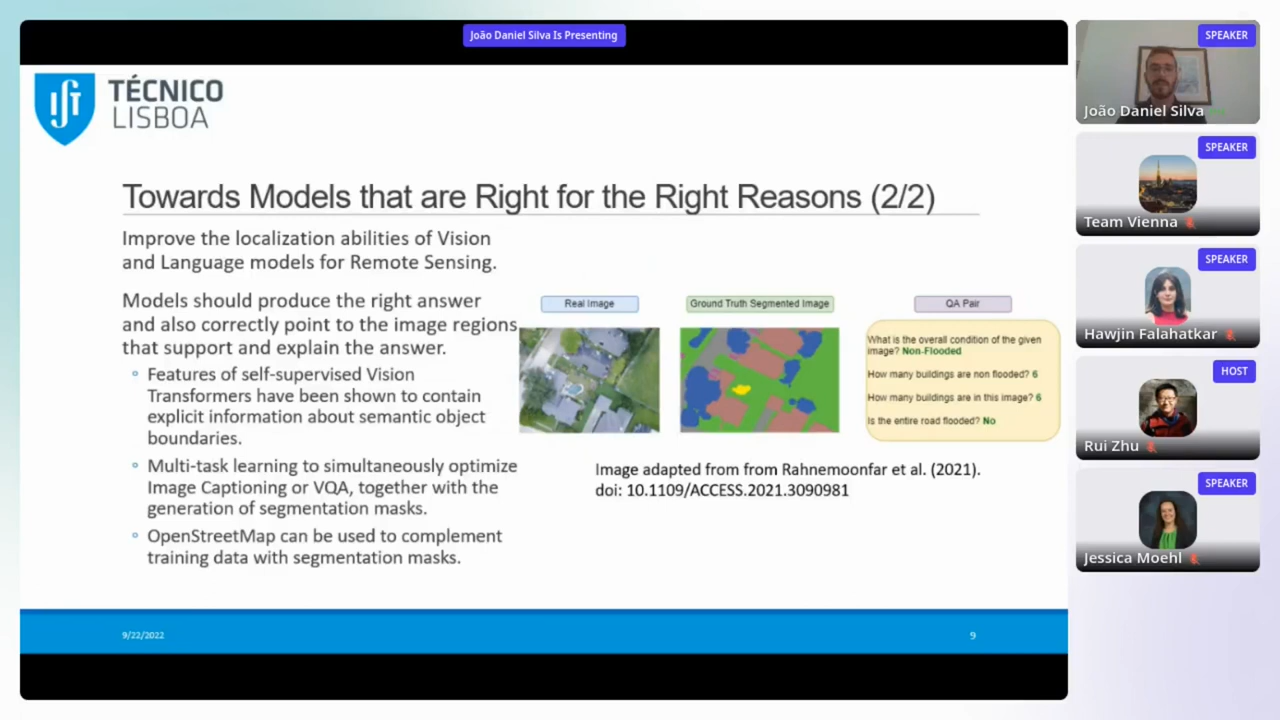 João Daniel Silva Is Presenting
TÉCNICO
LISBOA
Towards Models that are Right for the Right Reasons (2/2)
Improve the localization abilities of Vision
and Language models for Remote Sensing.
Models should produce the right answer
and also correctly point to the image regions
that support and explain the answer.
Features of self-supervised Vision
Transformers have been shown to contain
explicit information about semantic object
boundaries.
Multi-task learning to simultaneously optimize
Image Captioning or VQA, together with the
generation of segmentation masks.
OpenStreetMap can be used to complement
training data with segmentation masks.
Real Image
Ground Truth Segmented Image
QA Pair
What is the overall condition of the given
image? Non-Flooded
How many buildings are non flooded? 6
How many buildings are in this image? 6
Is the entire road flooded? No
Image adapted from from Rahnemoonfar et al. (2021).
doi: 10.1109/ACCESS.2021.3090981
9/22/2022
9
SPEAKER
João Daniel Silva
SPEAKER
Team Vienna
SPEAKER
Hawjin Falahatkar
HOST
Rui Zhu
SPEAKER
Jessica Moehl